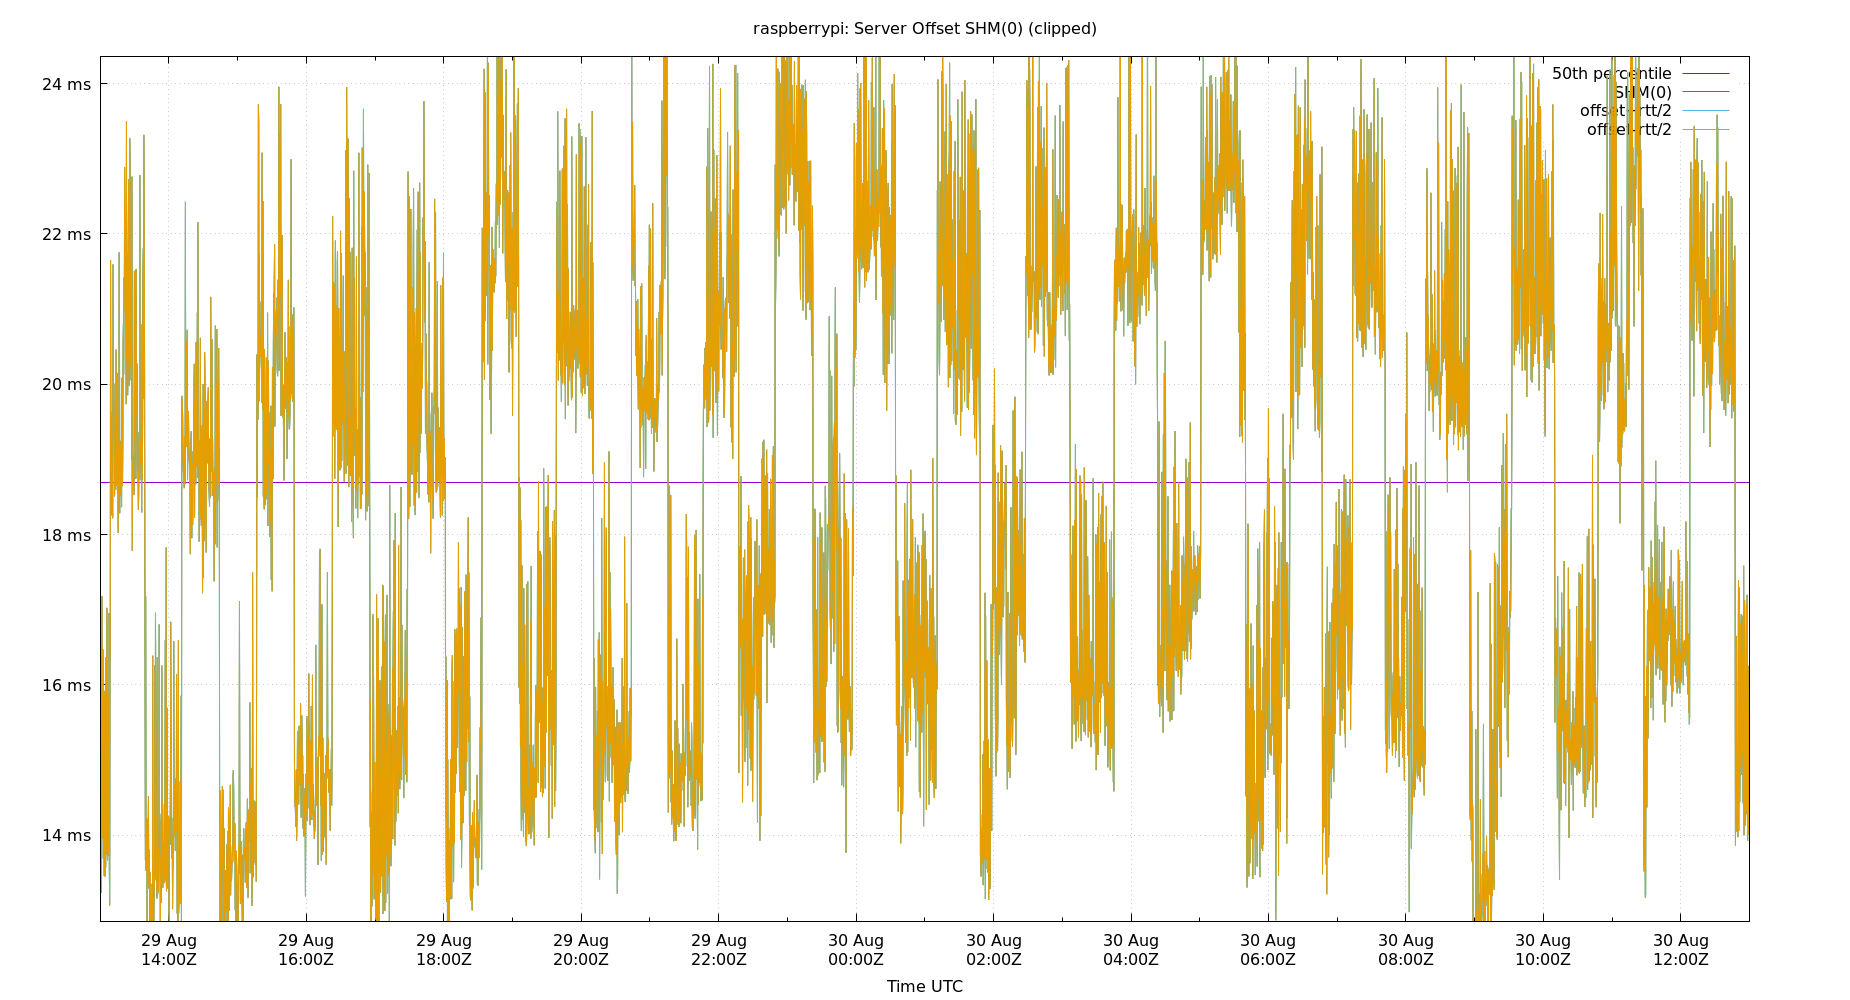 raspberrypi: Server Offset SHM(0) (clipped)
50th percentile
SHM(0)
offset+rtt/2
offset-rtt/2
24 ms
22 ms
20 ms
18 ms
16 ms
14 ms
29 Aug 29 Aug 29 Aug 29 Aug 29 Aug 30 Aug 30 Aug 30 Aug 30 Aug 30 Aug 30 Aug 30 Aug
14:00Z 16:00Z 18:00Z 20:00Z 22:00Z 00:00Z 02:00Z 04:00Z 06:00Z 08:00Z 10:00Z 12:00Z
Time UTC